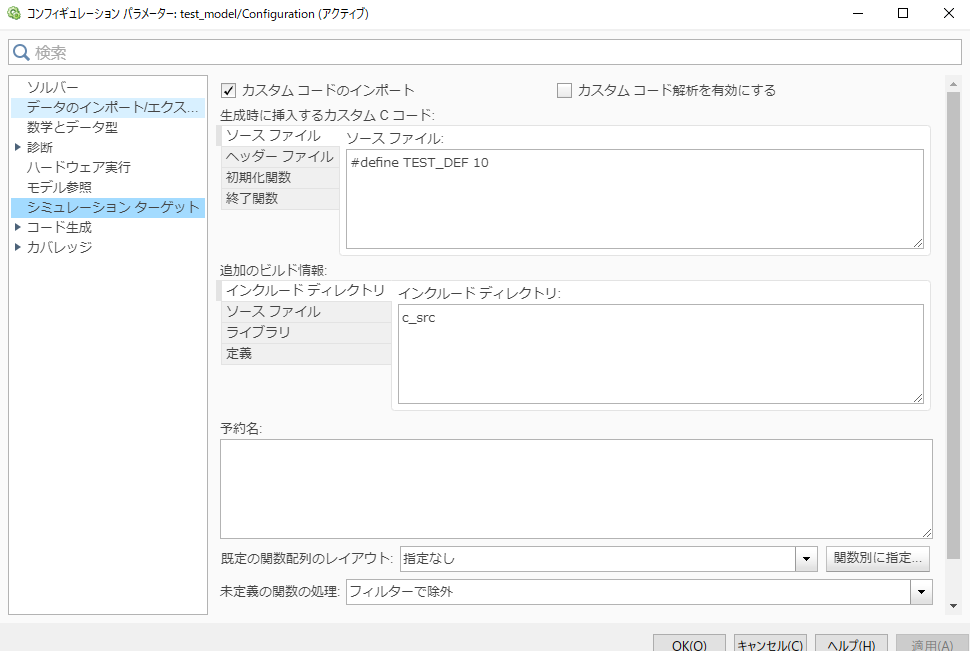 コンフィギュレーション パラメーター: test_model/Configuration (アクティブ)
検索
ソルバー
データのインポート/エクス...
数学とデータ型
診断
ハードウェア実行
モデル参照
シミュレーション ターゲット
コード生成
カバレッジ
カスタム コードのインポート
カスタム コード解析を有効にする
生成時に挿入するカスタム C コード:
ソース ファイル
ヘッダー ファイル
初期化関数
終了関数
ソース ファイル:
#define TEST_DEF 10
追加のビルド情報:
インクルード ディレクトリ
ソース ファイル
ライブラリ
定義
インクルード ディレクトリ:
c_src
予約名:
既定の関数配列のレイアウト:
指定なし
関数別に指定...
未定義の関数の処理:
フィルターで除外
OK(O)
キャンセル(C)
ヘルプ(H)
適用(A)